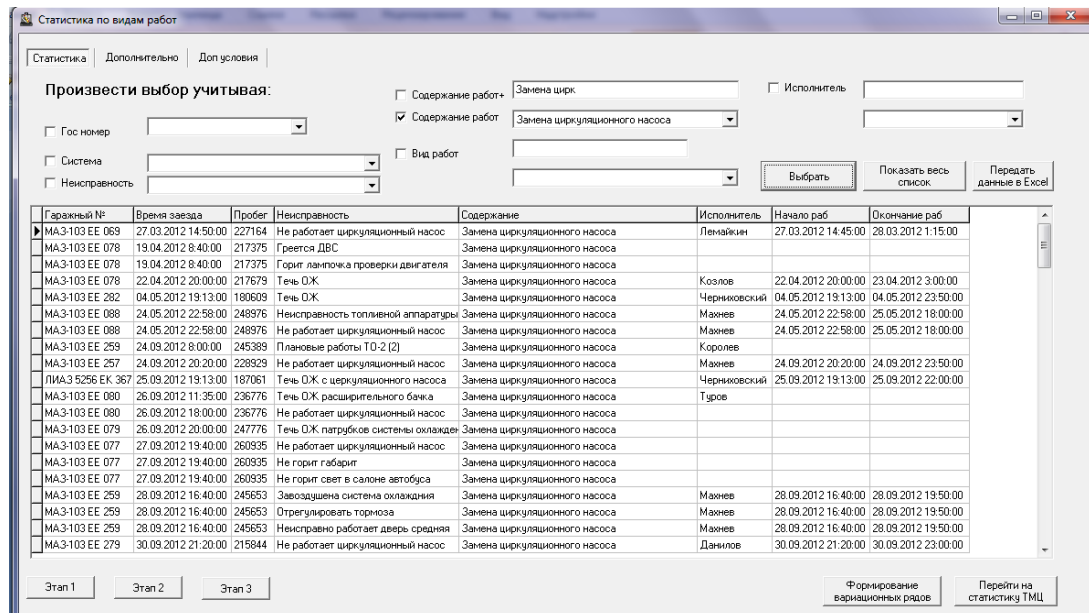 Статистика по видам работ
Статистика Дополнительно Доп условия
Произвести выбор учитывая:
Содержание работ+ Замена цирк
Исполнитель
Содержание работ Замена циркуляционного насоса
Гос номер
Вид работ
Система
Неисправность
Выбрать
Показать весь список
Передать данные в Excel
Гаражный № Время заезда Пробег Неисправность Содержание Исполнитель Начало раб Окончание раб
МАЗ-103 ЕЕ 069 27.03.2012 14:50:00 227164 Не работает циркуляционный насос Замена циркуляционного насоса Лемайкин 27.03.2012 14:45:00 28.03.2012 1:15:00
МАЗ-103 ЕЕ 078 19.04.2012 8:40:00 217375 Греется ДВС Замена циркуляционного насоса
МАЗ-103 ЕЕ 078 19.04.2012 8:40:00 217375 Горит лампочка проверки двигателя Замена циркуляционного насоса
МАЗ-103 ЕЕ 078 22.04.2012 20:00:00 217679 Течь ОЖ Замена циркуляционного насоса Козлов 22.04.2012 20:00:00 23.04.2012 3:00:00
МАЗ-103 ЕЕ 282 04.05.2012 19:13:00 180609 Течь ОЖ Замена циркуляционного насоса Черниховский 04.05.2012 19:13:00 04.05.2012 23:50:00
МАЗ-103 ЕЕ 088 24.05.2012 22:58:00 248976 Неисправность топливной аппаратуры Замена циркуляционного насоса Махнев 24.05.2012 22:58:00 25.05.2012 18:00:00
МАЗ-103 ЕЕ 088 24.05.2012 22:58:00 248976 Не работает циркуляционный насос Замена циркуляционного насоса Махнев 24.05.2012 22:58:00 25.05.2012 18:00:00
МАЗ-103 ЕЕ 259 24.09.2012 8:00:00 245389 Плановые работы ТО-2 (2) Замена циркуляционного насоса Королев
МАЗ-103 ЕЕ 257 24.09.2012 20:20:00 228929 Не работает циркуляционный насос Замена циркуляционного насоса Махнев 24.09.2012 20:20:00 24.09.2012 23:50:00
ЛИАЗ 5256 ЕК 367 25.09.2012 19:13:00 187061 Течь ОЖ с церкуляционного насоса Замена циркуляционного насоса Черниховский 25.09.2012 19:13:00 25.09.2012 22:00:00
МАЗ-103 ЕЕ 080 26.09.2012 11:35:00 236776 Течь ОЖ расширительного бачка Замена циркуляционного насоса Туров
МАЗ-103 ЕЕ 080 26.09.2012 18:00:00 236776 Не работает циркуляционный насос Замена циркуляционного насоса
МАЗ-103 ЕЕ 079 26.09.2012 20:00:00 247776 Течь ОЖ патрубков системы охлажден Замена циркуляционного насоса
МАЗ-103 ЕЕ 077 27.09.2012 19:40:00 260935 Не работает циркуляционный насос Замена циркуляционного насоса
МАЗ-103 ЕЕ 077 27.09.2012 19:40:00 260935 Не горит габарит Замена циркуляционного насоса
МАЗ-103 ЕЕ 077 27.09.2012 19:40:00 260935 Не горит свет в салоне автобуса Замена циркуляционного насоса
МАЗ-103 ЕЕ 259 28.09.2012 16:40:00 245653 Завоздушена система охлаждния Замена циркуляционного насоса Махнев 28.09.2012 16:40:00 28.09.2012 19:50:00
МАЗ-103 ЕЕ 259 28.09.2012 16:40:00 245653 Отрегулировать тормоза Замена циркуляционного насоса Махнев 28.09.2012 16:40:00 28.09.2012 19:50:00
МАЗ-103 ЕЕ 259 28.09.2012 16:40:00 245653 Неисправно работает дверь средняя Замена циркуляционного насоса Махнев 28.09.2012 16:40:00 28.09.2012 19:50:00
МАЗ-103 ЕЕ 279 30.09.2012 21:20:00 215844 Не работает циркуляционный насос Замена циркуляционного насоса Данилов 30.09.2012 21:20:00 30.09.2012 23:00:00
Этап 1 Этап 2 Этап 3
Формирование вариационных рядов
Перейти на статистику ТМЦ